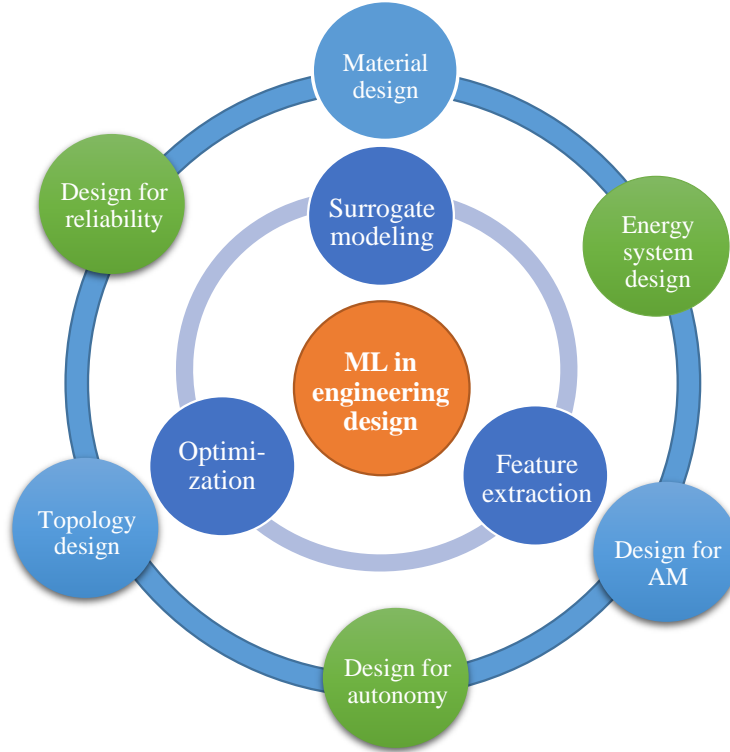 Material
design
Design for
reliability
Surrogate
modeling
Energy
system
design
ML in
engineering
design
Optimi-
zation
Feature
extraction
Topology
design
Design for
AM
Design for
autonomy